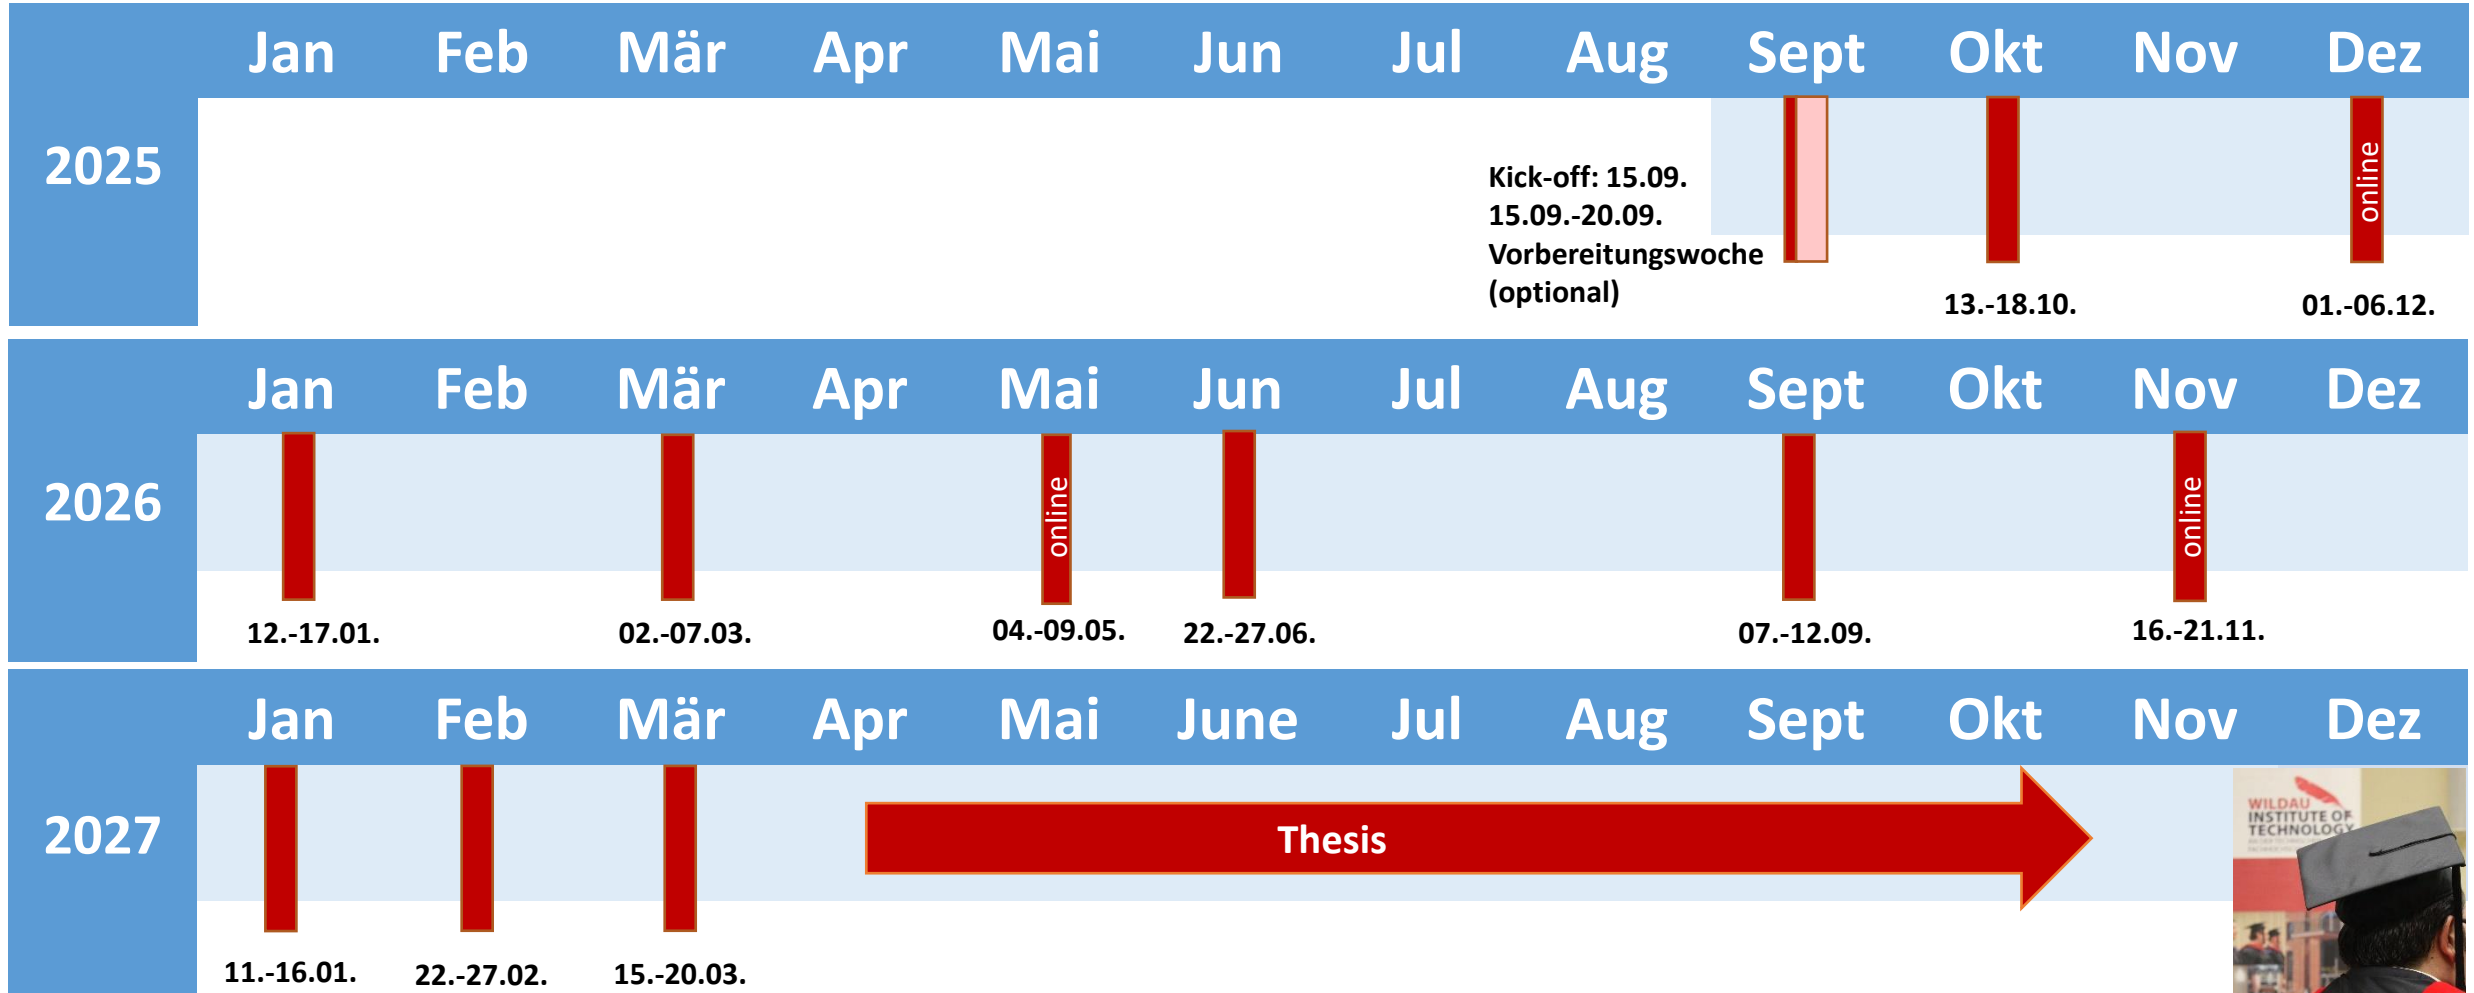 Jan Feb Mär Apr Mai Jun Jul Aug Sept Okt Nov Dez
2025
Kick-off: 15.09.
15.09.-20.09.
Vorbereitungswoche
(optional)
online
13.-18.10.
01.-06.12.
Jan Feb Mär Apr Mai Jun Jul Aug Sept Okt Nov Dez
2026
online
online
12.-17.01.
02.-07.03.
04.-09.05.
22.-27.06.
07.-12.09.
16.-21.11.
Jan Feb Mär Apr Mai June Jul Aug Sept Okt Nov Dez
2027
Thesis
WILDAU
INSTITUTE OF
TECHNOLOGY
11.-16.01.
22.-27.02.
15.-20.03.